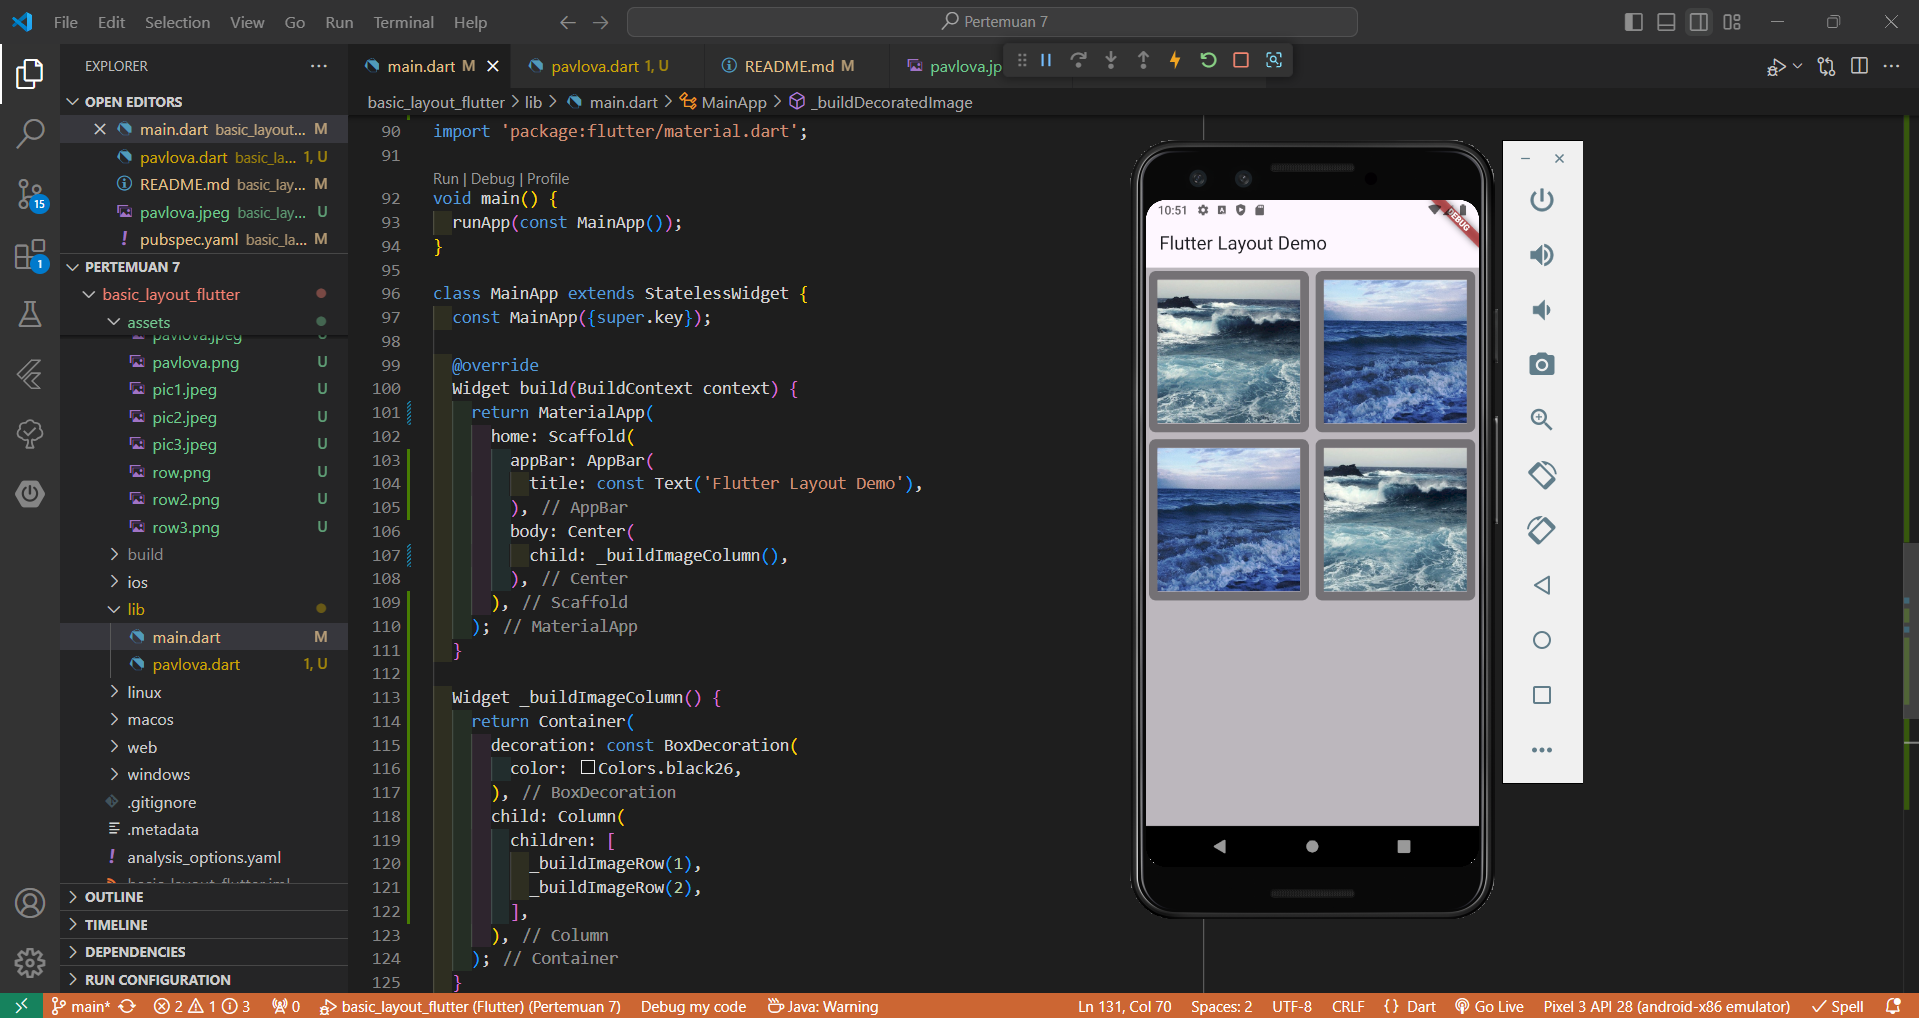 File Edit Selection View Go Run Terminal Help
Pertemuan 7
EXPLORER
OPEN EDITORS
main.dart basic_layout... M
pavlova.dart basic_la... 1, U
README.md basic_lay... M
pavlova.jpeg basic_lay... U
pubspec.yaml basic_la... M
PERTEMUAN 7
basic_layout_flutter
assets
pavlova.jpeg U
pavlova.png U
pic1.jpeg U
pic2.jpeg U
pic3.jpeg U
row.png U
row2.png U
row3.png U
build
ios
lib
main.dart M
pavlova.dart 1, U
linux
macos
web
windows
.gitignore
.metadata
analysis_options.yaml
OUTLINE
TIMELINE
DEPENDENCIES
RUN CONFIGURATION
15
1
main.dart M
pavlova.dart 1, U
README.md M
pavlova.jp
basic_layout_flutter > lib > main.dart > MainApp > _buildDecoratedImage
90 import 'package:flutter/material.dart';
91
Run | Debug | Profile
92 void main() {
93 runApp(const MainApp());
94 }
95
96 class MainApp extends StatelessWidget {
97 const MainApp({super.key});
98
99 @override
100 Widget build(BuildContext context) {
101 return MaterialApp(
102 home: Scaffold(
103 appBar: AppBar(
104 title: const Text('Flutter Layout Demo'),
105 ), // AppBar
106 body: Center(
107 child: _buildImageColumn(),
108 ), // Center
109 ), // Scaffold
110 ); // MaterialApp
111 }
112
113 Widget _buildImageColumn() {
114 return Container(
115 decoration: const BoxDecoration(
116 color: Colors.black26,
117 ), // BoxDecoration
118 child: Column(
119 children: [
120 _buildImageRow(1),
121 _buildImageRow(2),
122 ],
123 ), // Column
124 ); // Container
125 }
10:51
DEBUG
Flutter Layout Demo
main* 2 1 3 0 basic_layout_flutter (Flutter) (Pertemuan 7) Debug my code Java: Warning Ln 131, Col 70 Spaces: 2 UTF-8 CRLF {} Dart Go Live Pixel 3 API 28 (android-x86 emulator) Spell